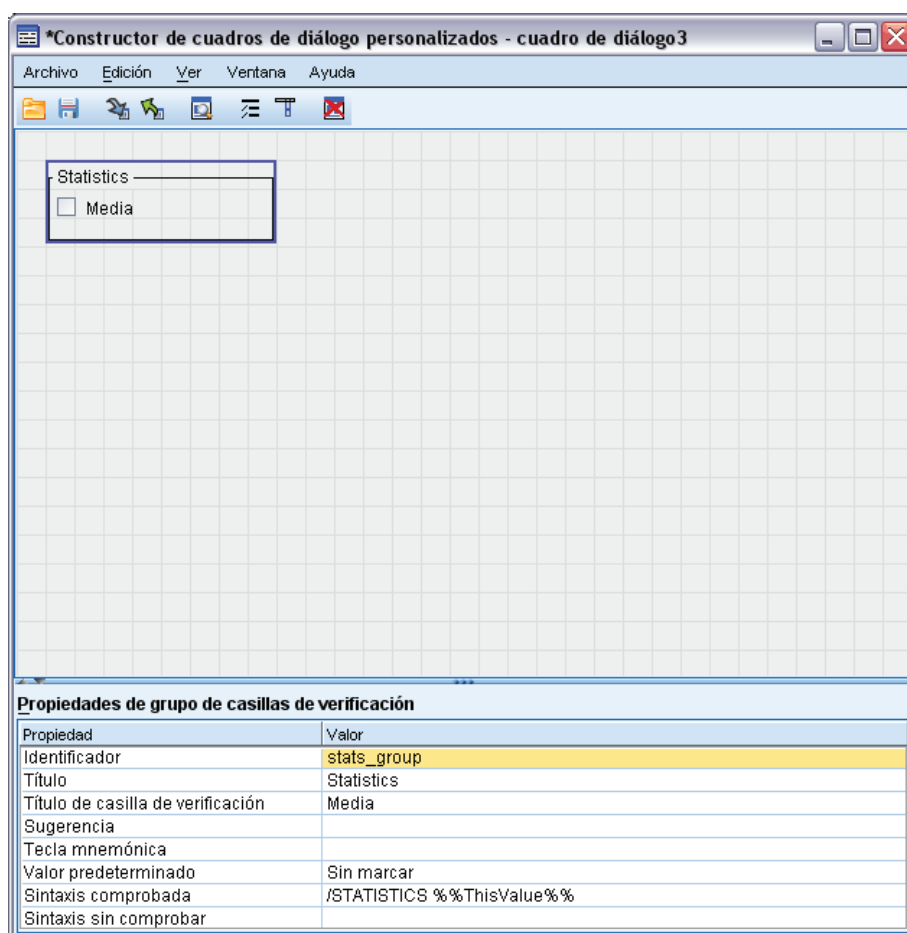 *Constructor de cuadros de diálogo personalizados - cuadro de diálogo3
Archivo Edición Ver Ventana Ayuda
Statistics
Media
Propiedades de grupo de casillas de verificación
Propiedad Valor
Identificador stats_group
Título Statistics
Título de casilla de verificación Media
Sugerencia
Tecla mnemónica
Valor predeterminado Sin marcar
Sintaxis comprobada /STATISTICS %%ThisValue%%
Sintaxis sin comprobar